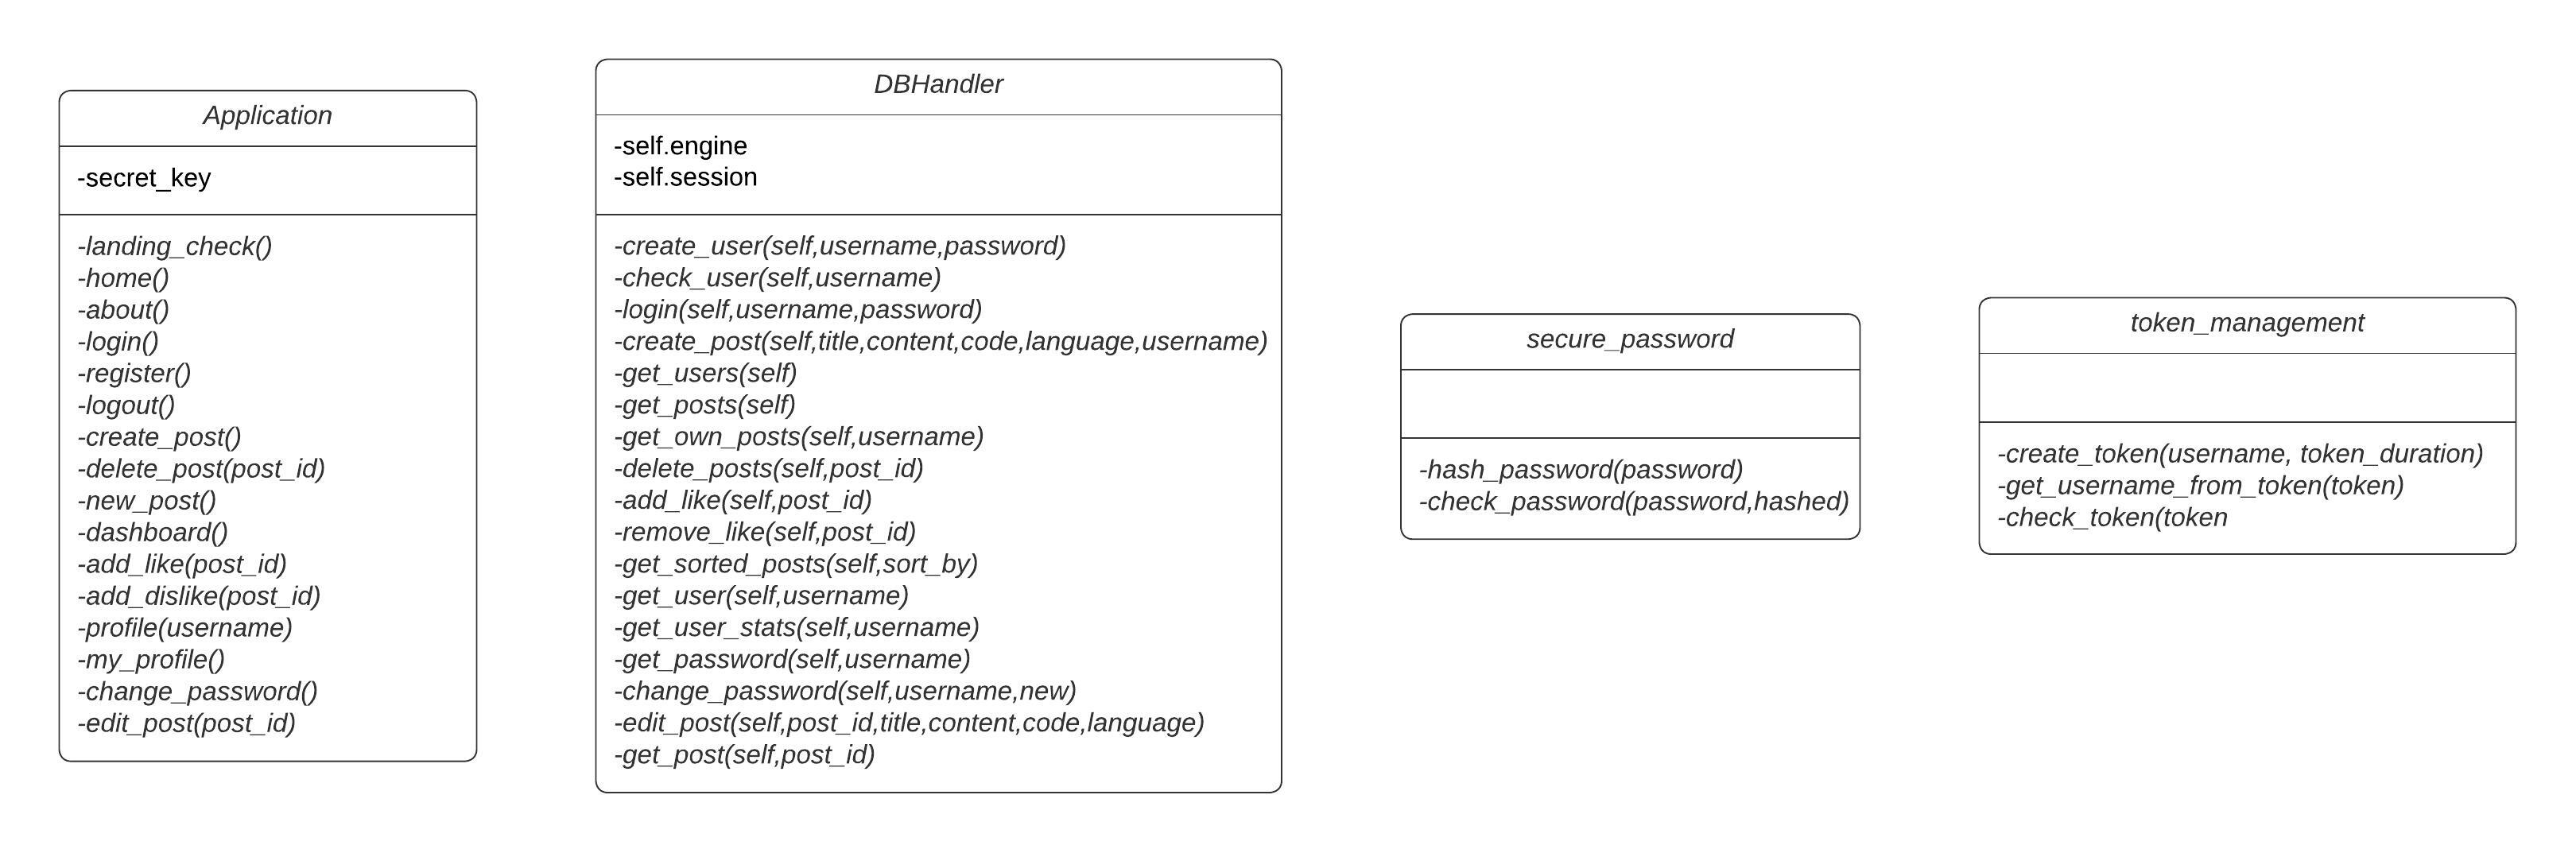 Application
-secret_key
-landing_check()
-home()
-about()
-login()
-register()
-logout()
-create_post()
-delete_post(post_id)
-new_post()
-dashboard()
-add_like(post_id)
-add_dislike(post_id)
-profile(username)
-my_profile()
-change_password()
-edit_post(post_id)
DBHandler
-self.engine
-self.session
-create_user(self,username,password)
-check_user(self,username)
-login(self,username,password)
-create_post(self,title,content,code,language,username)
-get_users(self)
-get_posts(self)
-get_own_posts(self,username)
-delete_posts(self,post_id)
-add_like(self,post_id)
-remove_like(self,post_id)
-get_sorted_posts(self,sort_by)
-get_user(self,username)
-get_user_stats(self,username)
-get_password(self,username)
-change_password(self,username,new)
-edit_post(self,post_id,title,content,code,language)
-get_post(self,post_id)
secure_password
-hash_password(password)
-check_password(password,hashed)
token_management
-create_token(username, token_duration)
-get_username_from_token(token)
-check_token(token